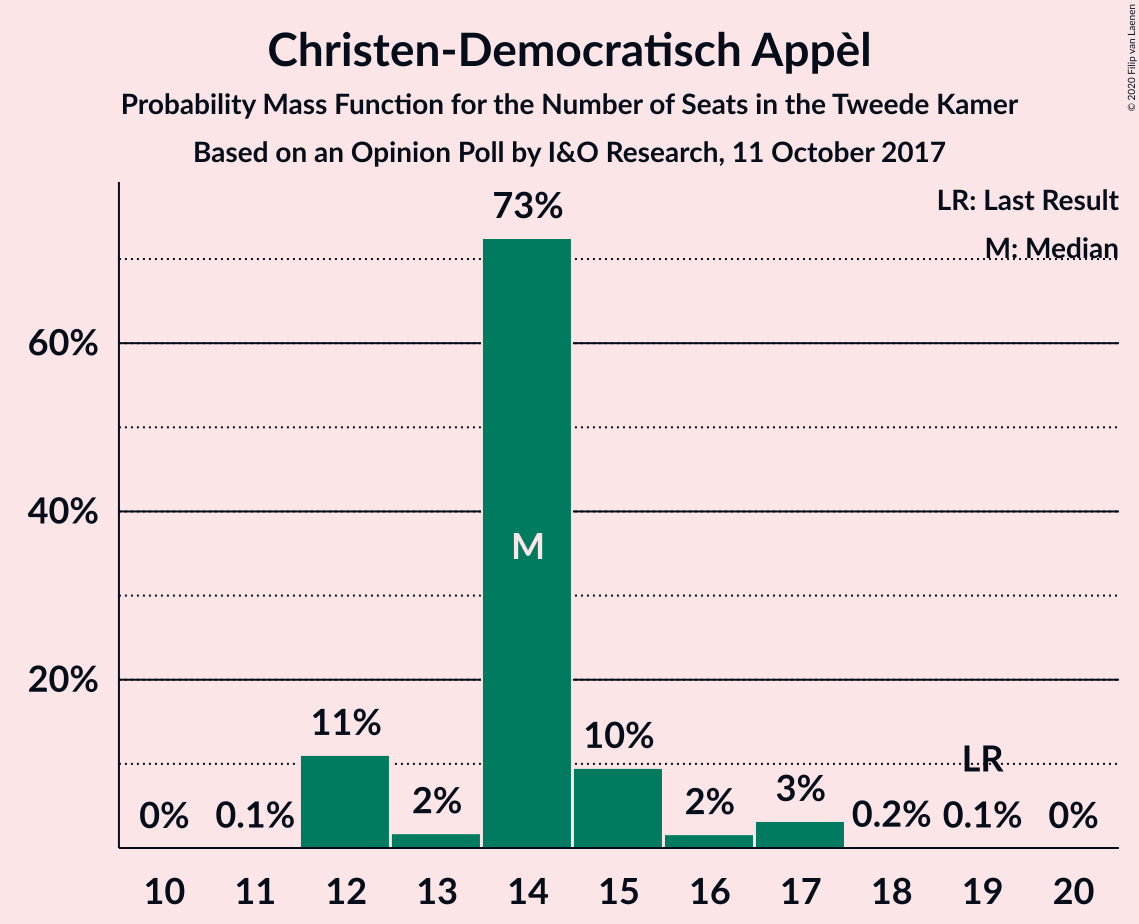 Christen-Democratisch Appèl
Probability Mass Function for the Number of Seats in the Tweede Kamer
Based on an Opinion Poll by I&O Research, 11 October 2017
© 2020 Filip van Laenen
LR: Last Result
M: Median
60%
40%
20%
0%
0.1%
11%
2%
73%
M
10%
2%
3%
0.2%
LR
0.1%
0%
10 11 12 13 14 15 16 17 18 19 20